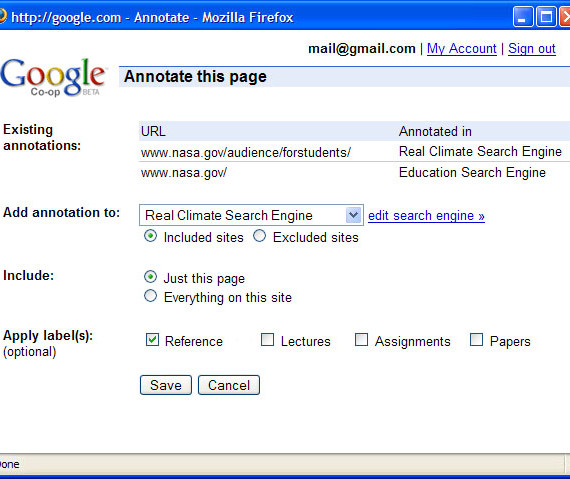 http://google.com - Annotate - Mozilla Firefox
mail@gmail.com | My Account | Sign out
Google
Co-op BETA
Annotate this page
Existing annotations:
URL Annotated in
www.nasa.gov/audience/forstudents/ Real Climate Search Engine
www.nasa.gov/ Education Search Engine
Add annotation to: Real Climate Search Engine edit search engine »
Included sites Excluded sites
Include: Just this page
Everything on this site
Apply label(s): Reference Lectures Assignments Papers
(optional)
Save Cancel
one